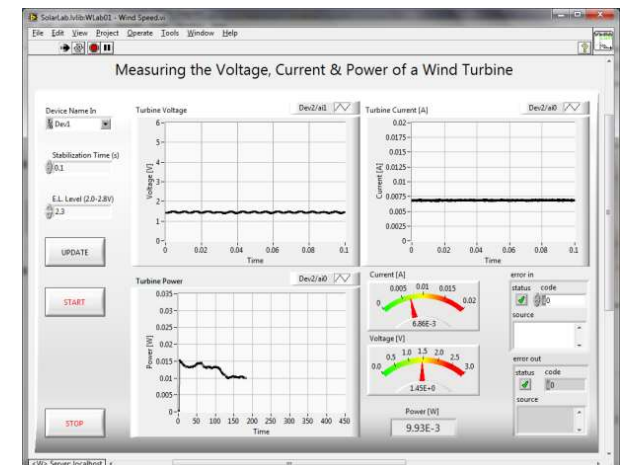 SolarLab.lvlib:WLab01 - Wind Speed.vi
File Edit View Project Operate Tools Window Help
Measuring the Voltage, Current & Power of a Wind Turbine
Device Name In
Dev1
Stabilization Time (s)
0.1
E.L. Level (2.0-2.8V)
2.3
UPDATE
START
STOP
Turbine Voltage
Dev2/ai1
Voltage [V]
6
5
4
3
2
1
0
0 0.02 0.04 0.06 0.08 0.1
Time
Turbine Current [A]
Dev2/ai0
Current [A]
0.02
0.0175
0.015
0.0125
0.01
0.0075
0.005
0.0025
0
0 0.02 0.04 0.06 0.08 0.1
Time
Turbine Power
Dev2/ai0
Power [W]
0.035
0.03
0.025
0.02
0.015
0.01
0.005
0
0 50 100 150 200 250 300 350 400 450
Time
Current [A]
0 0.005 0.01 0.015 0.02
6.86E-3
Voltage [V]
0.0 0.5 1.0 1.5 2.0 2.5 3.0
1.45E+0
Power [W]
9.93E-3
error in
status code
0
source
error out
status code
0
source
<W> Server: localhost